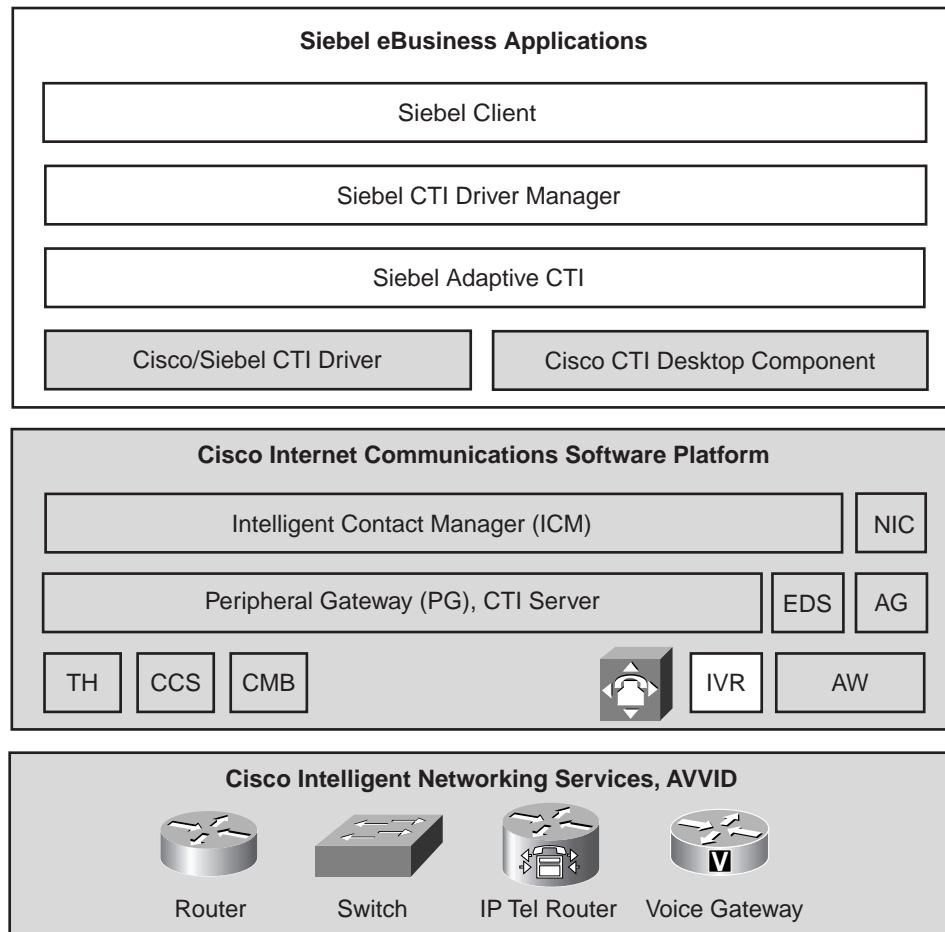 Siebel eBusiness Applications
Siebel Client
Siebel CTI Driver Manager
Siebel Adaptive CTI
Cisco/Siebel CTI Driver
Cisco CTI Desktop Component
Cisco Internet Communications Software Platform
Intelligent Contact Manager (ICM)
NIC
Peripheral Gateway (PG), CTI Server
EDS
AG
TH
CCS
CMB
IVR
AW
Cisco Intelligent Networking Services, AVVID
V
Router
Switch
IP Tel Router
Voice Gateway